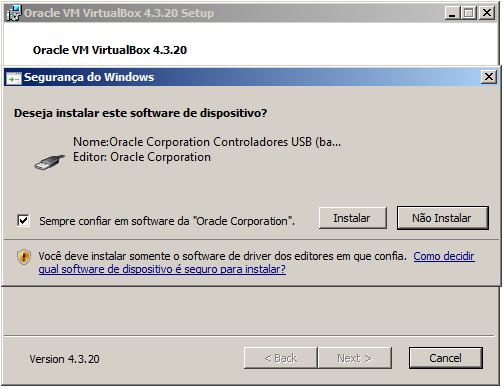 Oracle VM VirtualBox 4.3.20 Setup
Oracle VM VirtualBox 4.3.20
Segurança do Windows
Deseja instalar este software de dispositivo?
Nome:Oracle Corporation Controladores USB (ba...
Editor: Oracle Corporation
Sempre confiar em software da "Oracle Corporation".
Instalar
Não Instalar
Você deve instalar somente o software de driver dos editores em que confia. Como decidir
qual software de dispositivo é seguro para instalar?
Version 4.3.20
< Back
Next >
Cancel